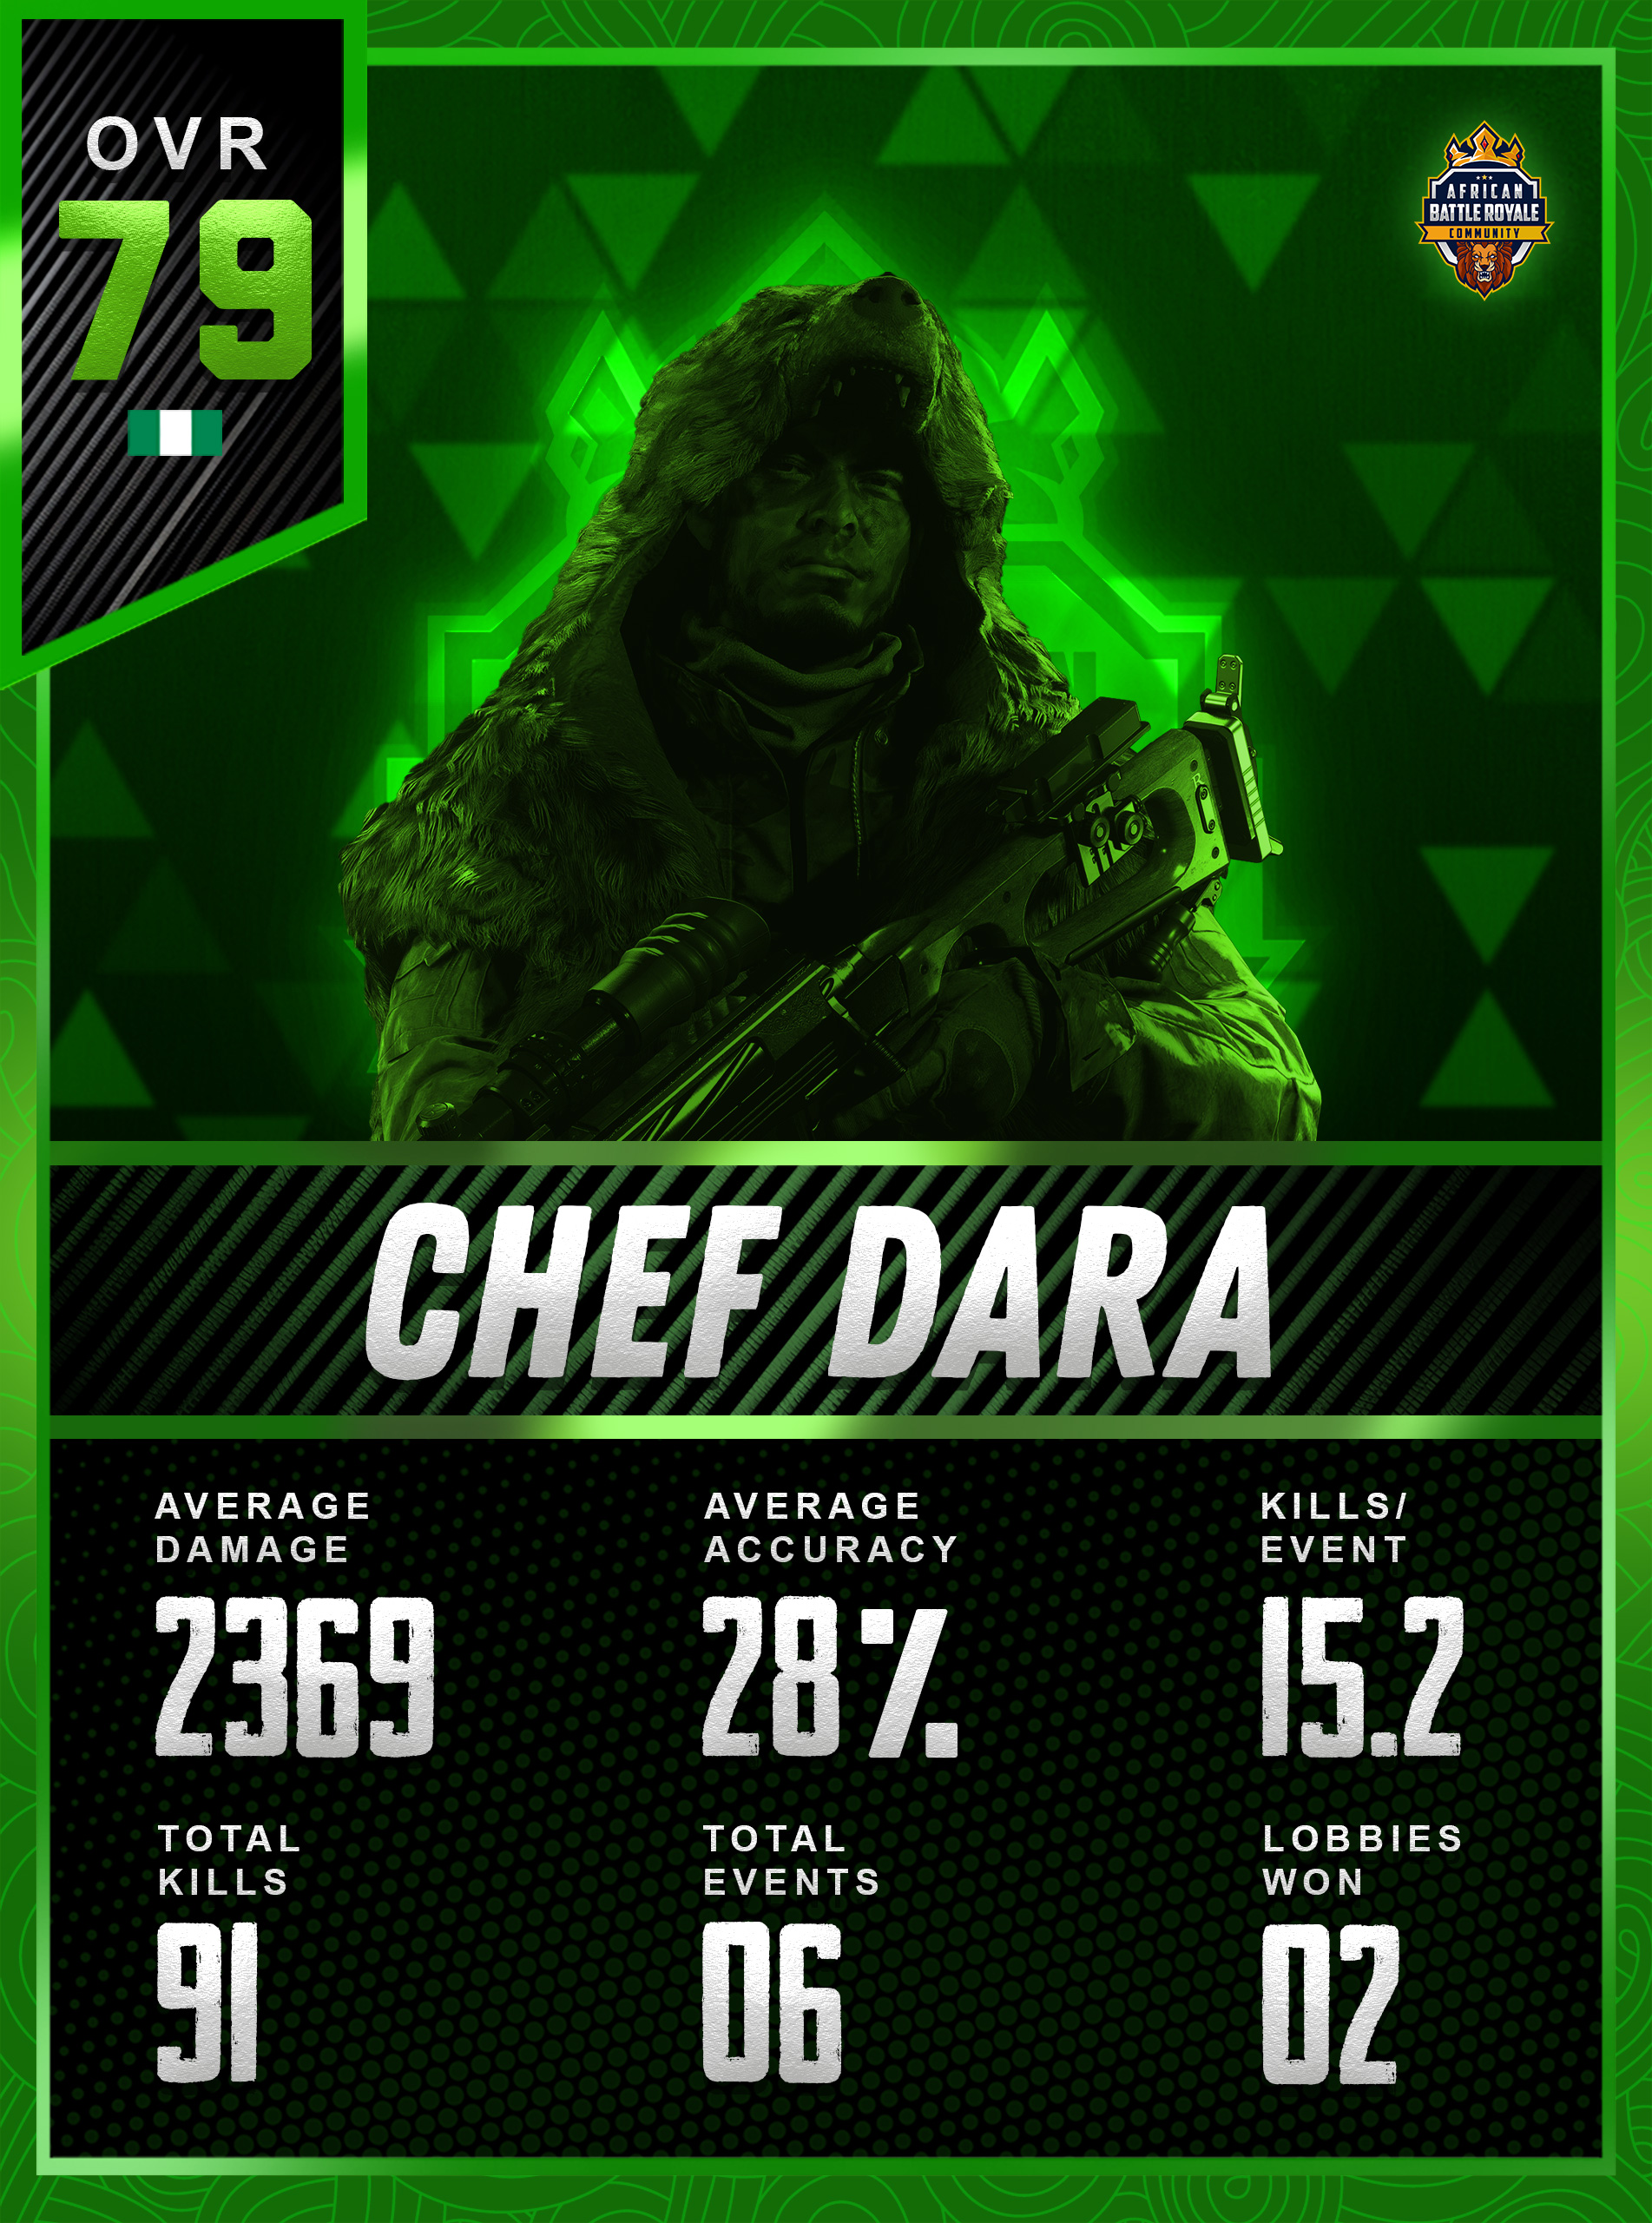 OVR
79
AFRICAN
BATTLE ROYALE
COMMUNITY
CHEF DARA
AVERAGE
DAMAGE
2369
AVERAGE
ACCURACY
28%
KILLS/
EVENT
15.2
TOTAL
KILLS
91
TOTAL
EVENTS
06
LOBBIES
WON
02